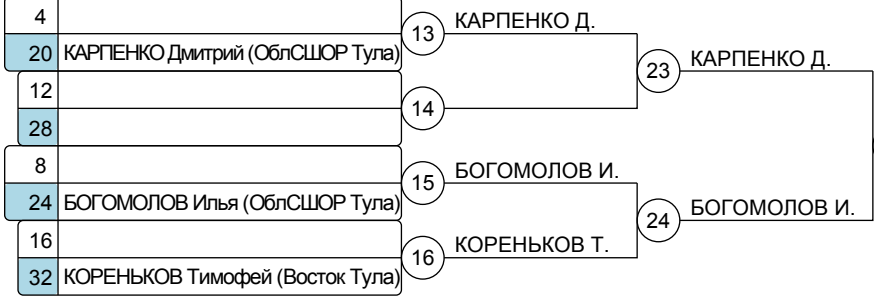 4
13 КАРПЕНКО Д.
20 КАРПЕНКО Дмитрий (ОблСШОР Тула)
23 КАРПЕНКО Д.
12
14
28
8
15 БОГОМОЛОВ И.
24 БОГОМОЛОВ Илья (ОблСШОР Тула)
24 БОГОМОЛОВ И.
16
16 КОРЕНЬКОВ Т.
32 КОРЕНЬКОВ Тимофей (Восток Тула)